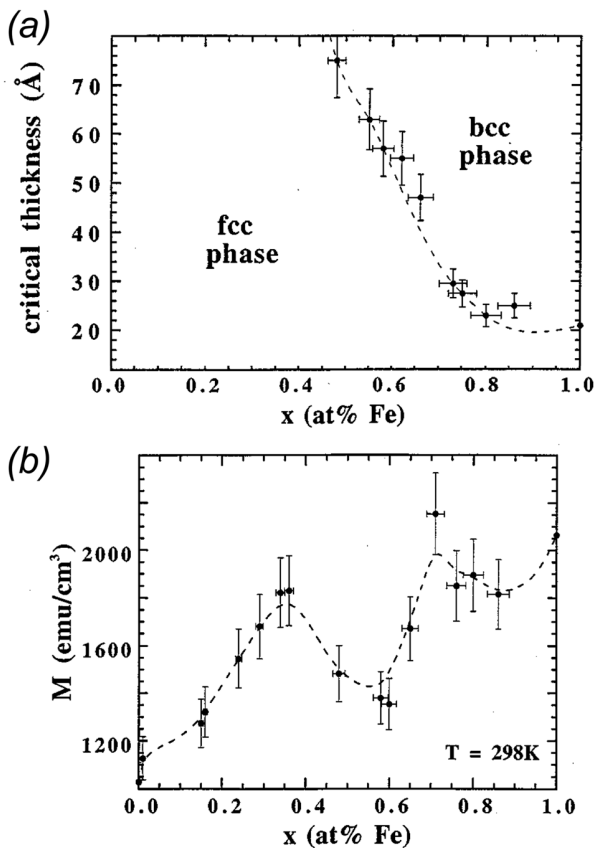 (a)
critical thickness (Å)
70
60
50
40
30
20
fcc
phase
bcc
phase
0.0 0.2 0.4 0.6 0.8 1.0
x (at% Fe)
(b)
M (emu/cm³)
2000
1600
1200
T = 298K
0.0 0.2 0.4 0.6 0.8 1.0
x (at% Fe)